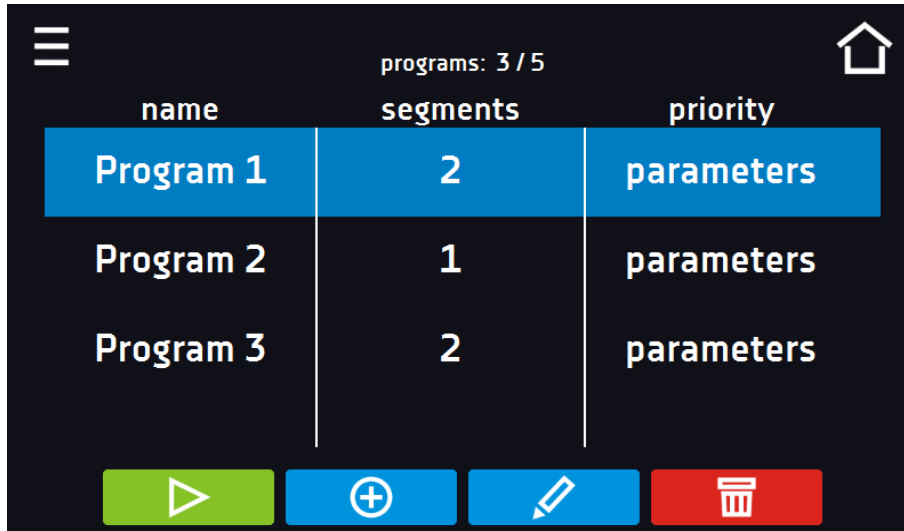 programs: 3 / 5
name segments priority
Program 1 2 parameters
Program 2 1 parameters
Program 3 2 parameters